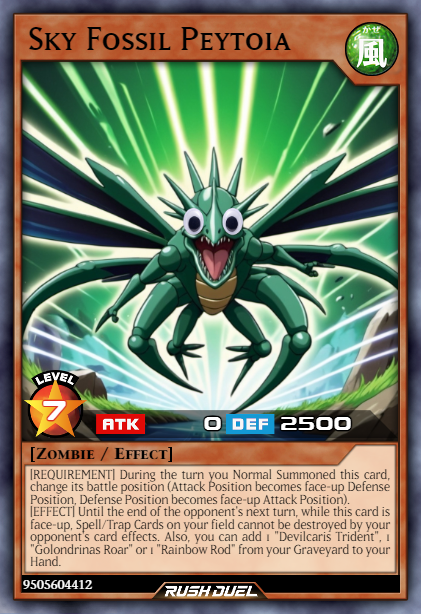 Sky Fossil Peytoia
かぜ
風
LEVEL
7
ATK 0 DEF 2500
[Zombie / Effect]
[REQUIREMENT] During the turn you Normal Summoned this card,
change its battle position (Attack Position becomes face-up Defense
Position, Defense Position becomes face-up Attack Position).
[EFFECT] Until the end of the opponent's next turn, while this card is
face-up, Spell/Trap Cards on your field cannot be destroyed by your
opponent's card effects. Also, you can add 1 "Devilcaris Trident", 1
"Golondrinas Roar" or 1 "Rainbow Rod" from your Graveyard to your
Hand.
9505604412
RUSH DUEL